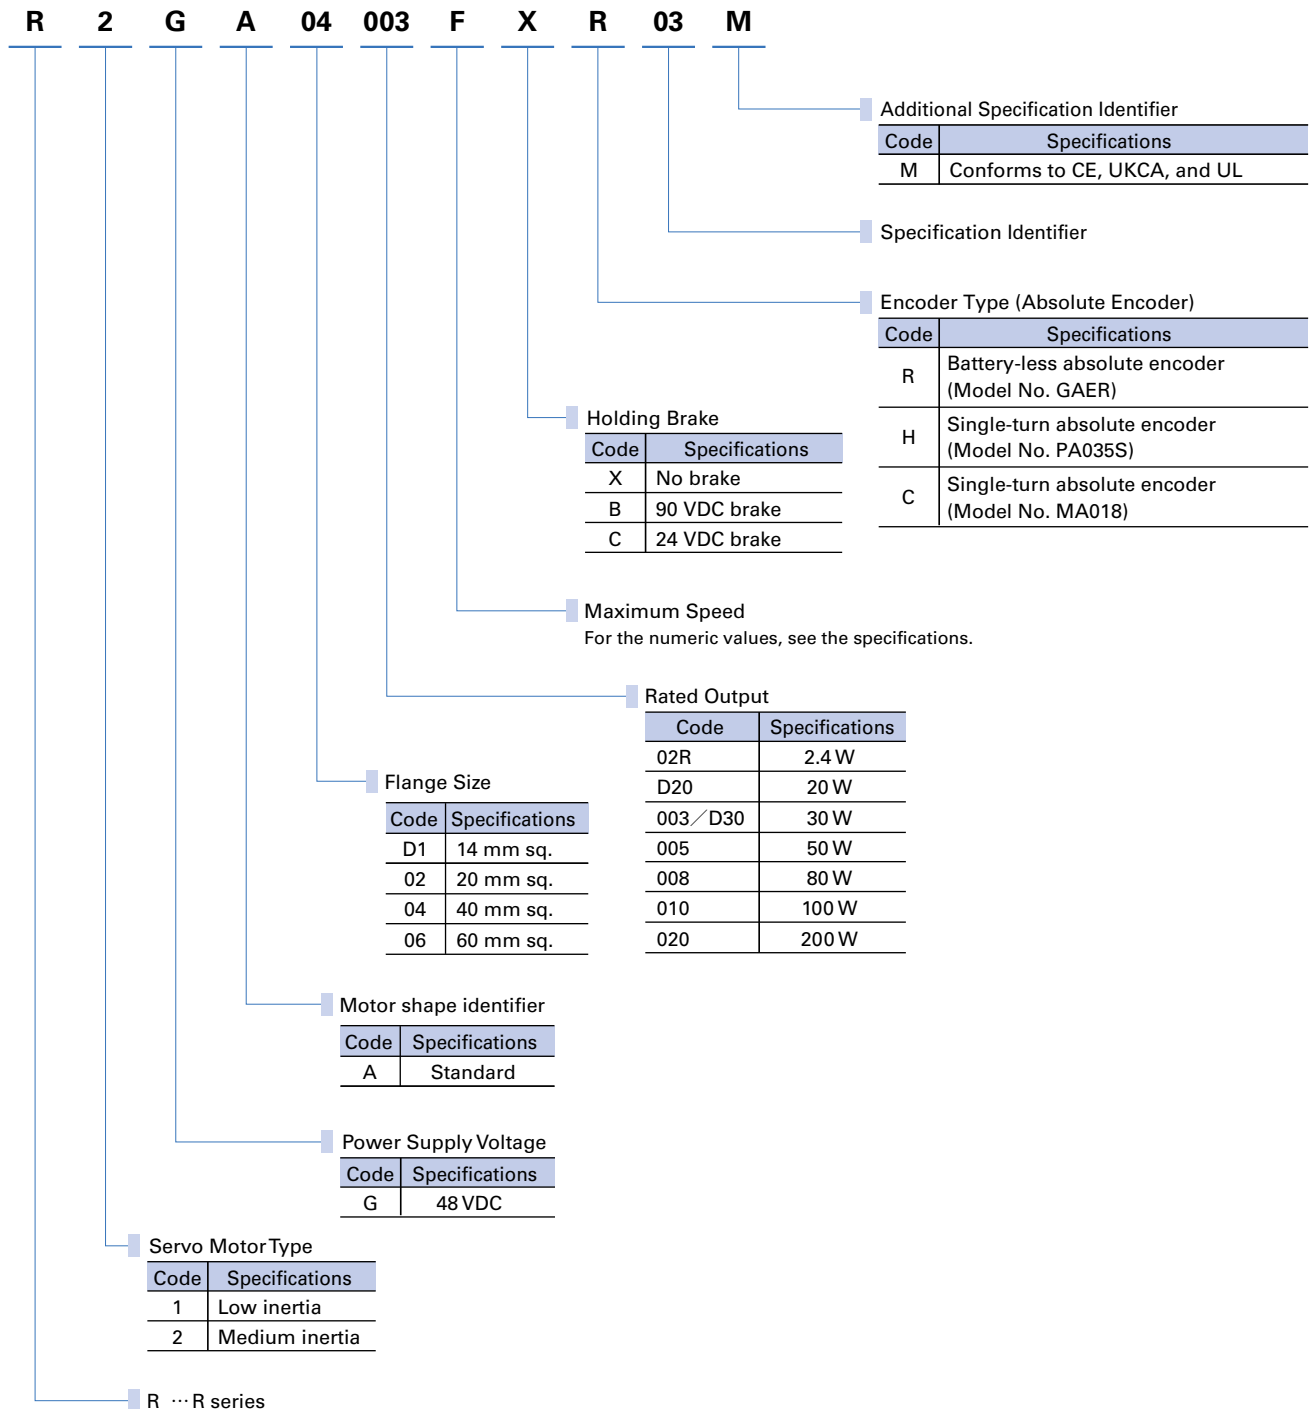 R 2 G A 04 003 F X R 03 M
Additional Specification Identifier
Code Specifications
M Conforms to CE, UKCA, and UL
Specification Identifier
Encoder Type (Absolute Encoder)
Code Specifications
R Battery-less absolute encoder
(Model No. GAER)
H Single-turn absolute encoder
(Model No. PA035S)
C Single-turn absolute encoder
(Model No. MA018)
Holding Brake
Code Specifications
X No brake
B 90 VDC brake
C 24 VDC brake
Maximum Speed
For the numeric values, see the specifications.
Rated Output
Code Specifications
02R 2.4 W
D20 20 W
003／D30 30 W
005 50 W
008 80 W
010 100 W
020 200 W
Flange Size
Code Specifications
D1 14 mm sq.
02 20 mm sq.
04 40 mm sq.
06 60 mm sq.
Motor shape identifier
Code Specifications
A Standard
Power Supply Voltage
Code Specifications
G 48 VDC
Servo Motor Type
Code Specifications
1 Low inertia
2 Medium inertia
R …R series